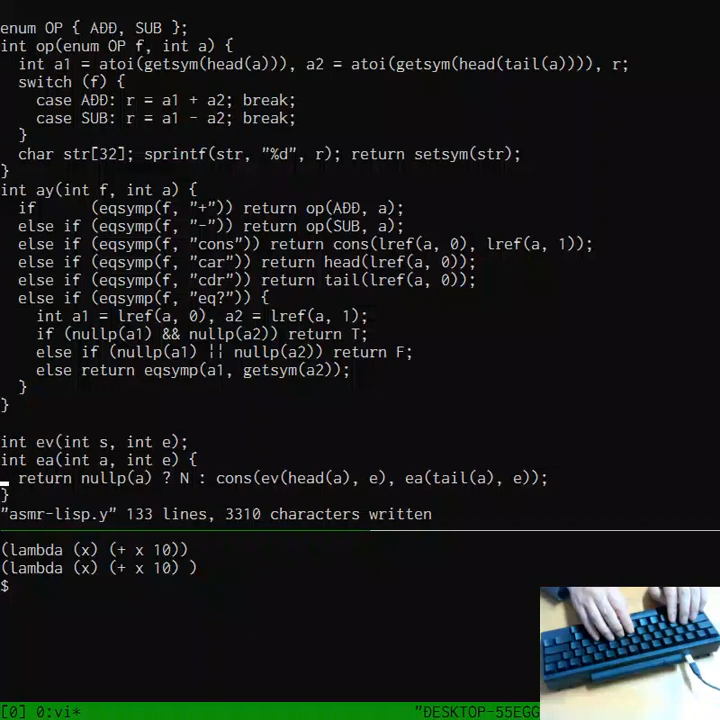 enum OP { ADD, SUB };
int op(enum OP f, int a) {
  int a1 = atoi(getsym(head(a))), a2 = atoi(getsym(head(tail(a)))), r;
  switch (f) {
    case ADD: r = a1 + a2; break;
    case SUB: r = a1 - a2; break;
  }
  char str[32]; sprintf(str, "%d", r); return setsym(str);
}
int ay(int f, int a) {
  if      (eqsymp(f, "+")) return op(ADD, a);
  else if (eqsymp(f, "-")) return op(SUB, a);
  else if (eqsymp(f, "cons")) return cons(lref(a, 0), lref(a, 1));
  else if (eqsymp(f, "car")) return head(lref(a, 0));
  else if (eqsymp(f, "cdr")) return tail(lref(a, 0));
  else if (eqsymp(f, "eq?")) {
    int a1 = lref(a, 0), a2 = lref(a, 1);
    if (nullp(a1) && nullp(a2)) return T;
    else if (nullp(a1) || nullp(a2)) return F;
    else return eqsymp(a1, getsym(a2));
  }
}

int ev(int s, int e);
int ea(int a, int e) {
  return nullp(a) ? N : cons(ev(head(a), e), ea(tail(a), e));
}
"asmr-lisp.y" 133 lines, 3310 characters written
(lambda (x) (+ x 10))
(lambda (x) (+ x 10) )
$
[0] 0:vi* "DESKTOP-55EGG